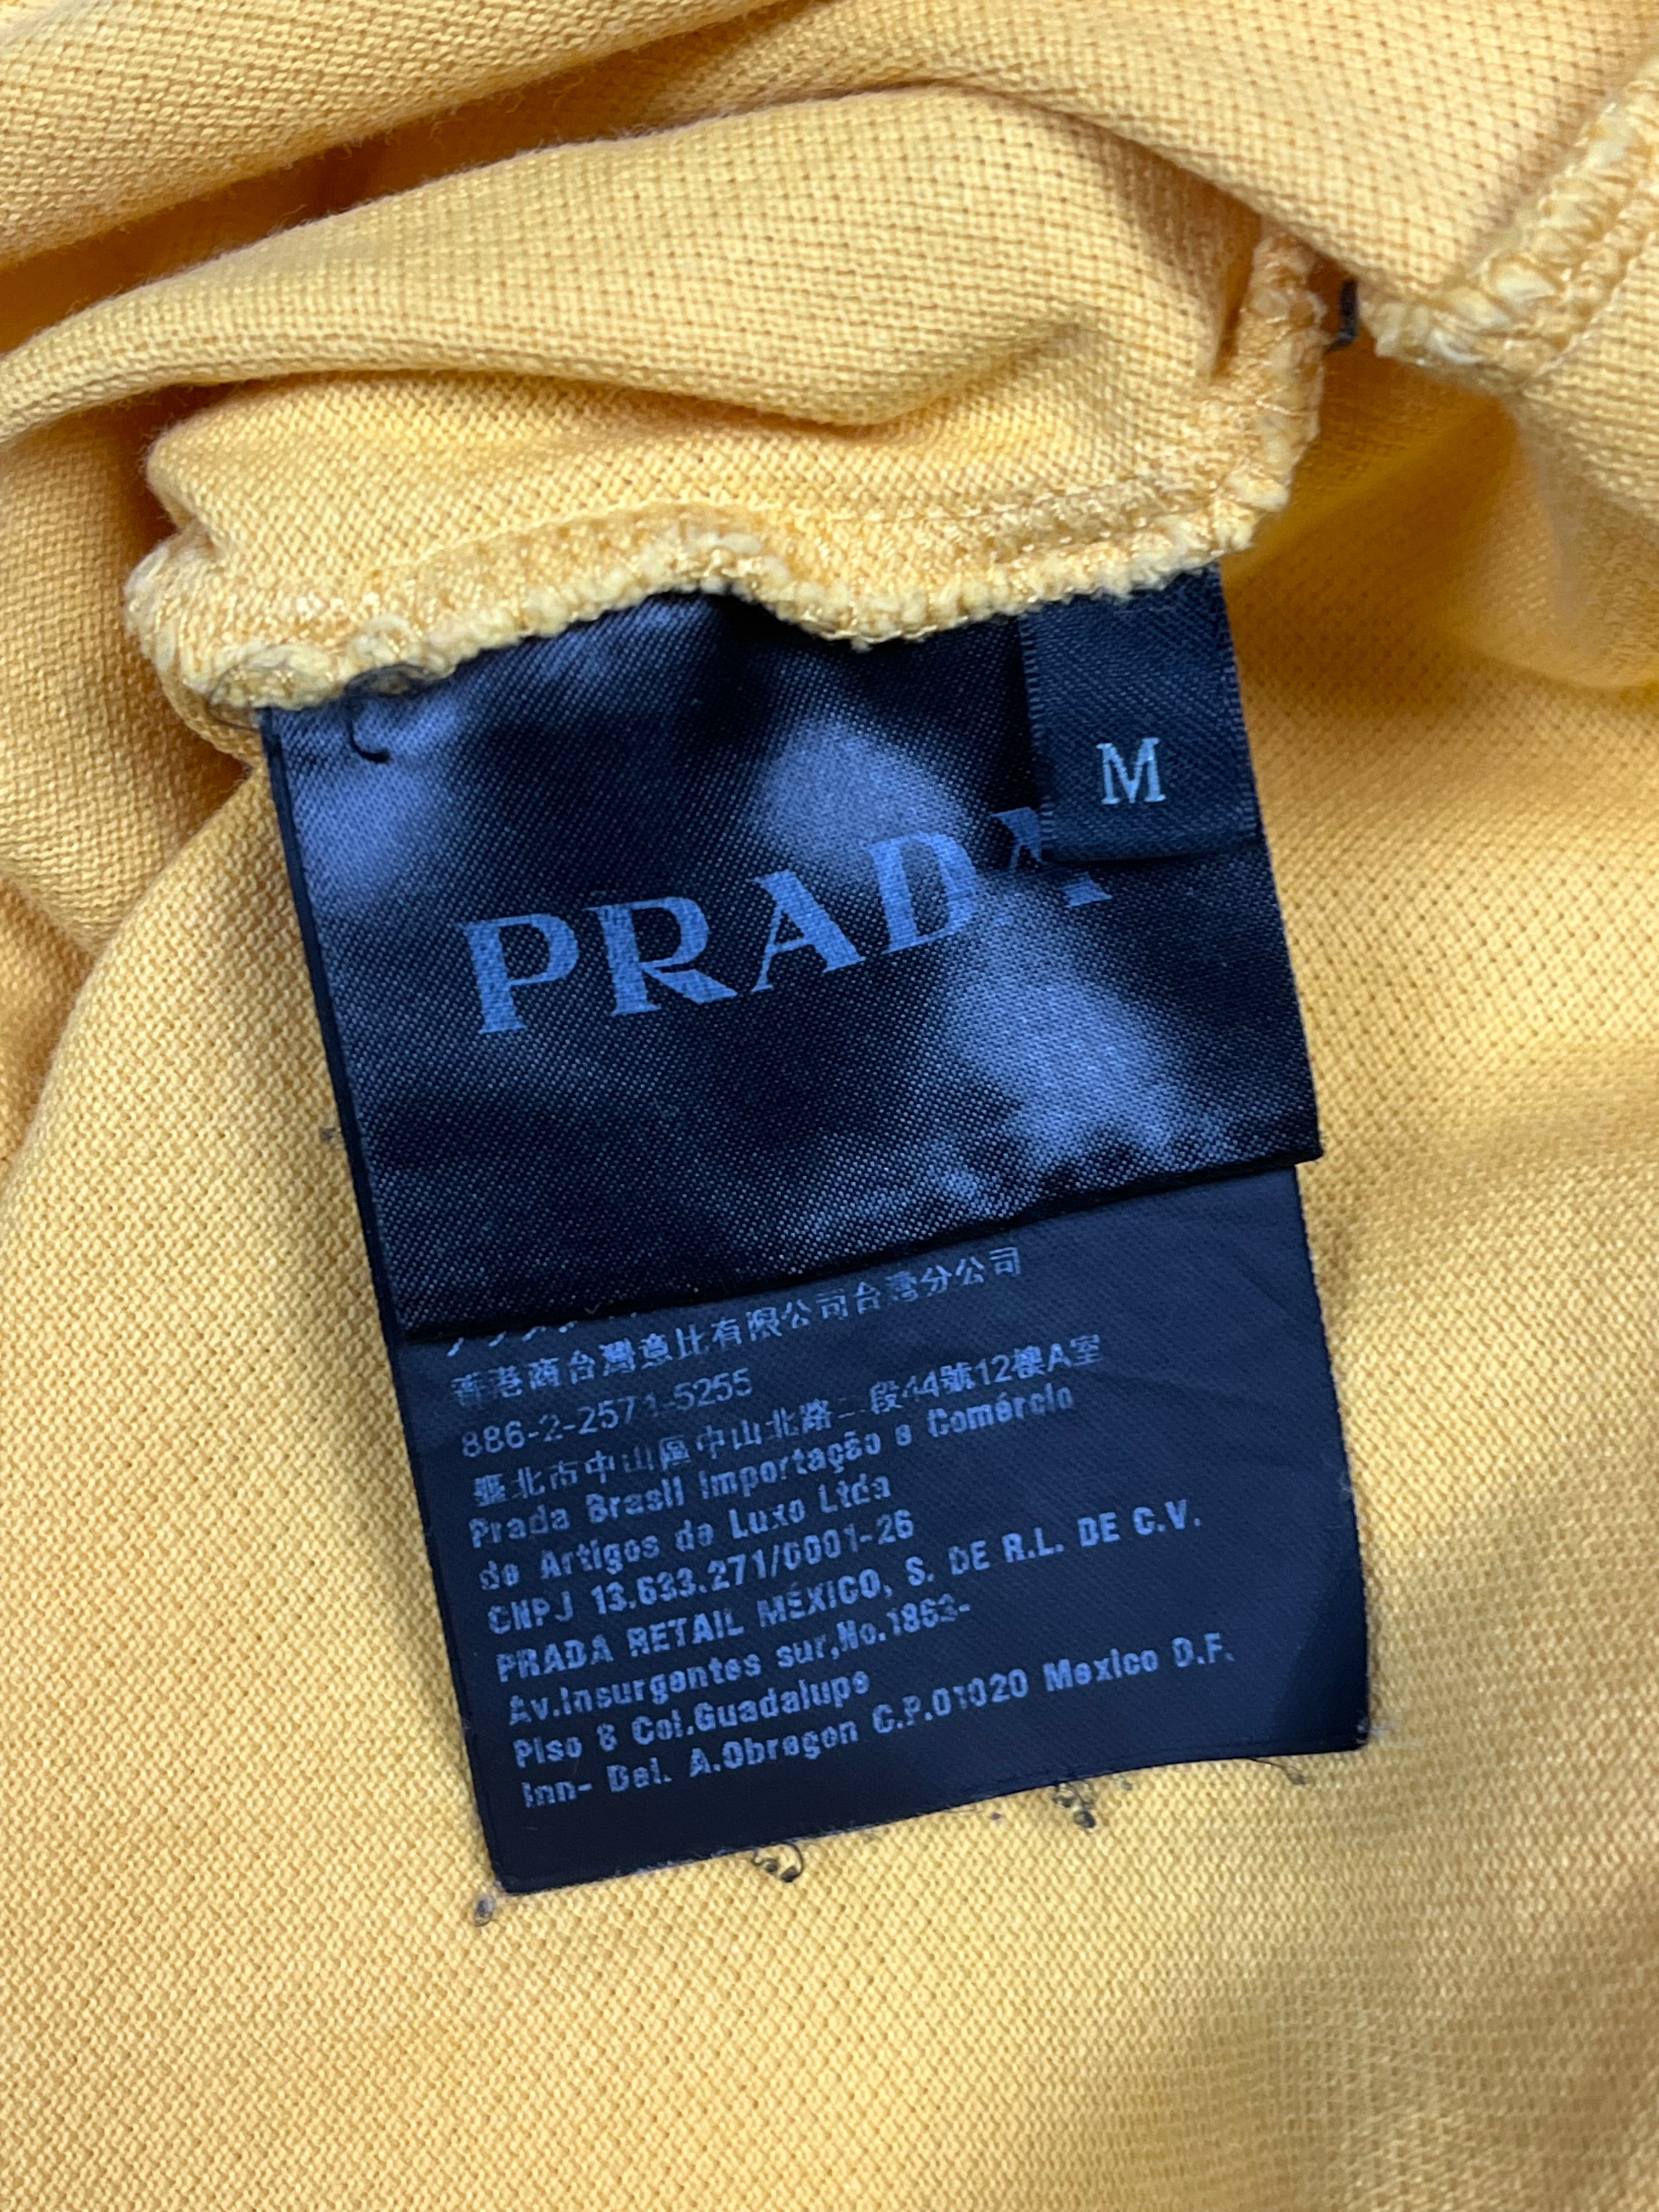 M
PRADA
香港商台灣意比有限公司台灣分公司
886-2-2571-5255
臺北市中山區中山北路二段44號12樓A室
Prada Brasil Importação e Comércio
de Artigos de Luxo Ltda
CNPJ 13.633.271/0001-26
PRADA RETAIL MÉXICO, S. DE R.L. DE C.V.
Av.Insurgentes sur,No.1863-
Piso 8 Col.Guadalupe
Inn- Del. A.Obregon C.P.01020 Mexico D.F.